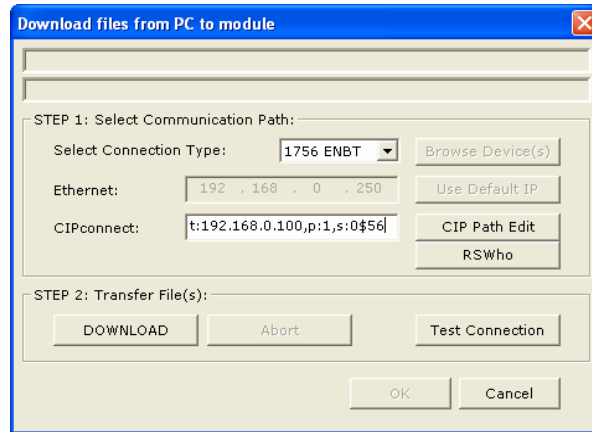 Download files from PC to module
STEP 1: Select Communication Path:
Select Connection Type: 1756 ENBT Browse Device(s)
Ethernet: 192 . 168 . 0 . 250 Use Default IP
CIPconnect: t:192.168.0.100,p:1,s:0$56 CIP Path Edit
RSWho
STEP 2: Transfer File(s):
DOWNLOAD Abort Test Connection
OK Cancel